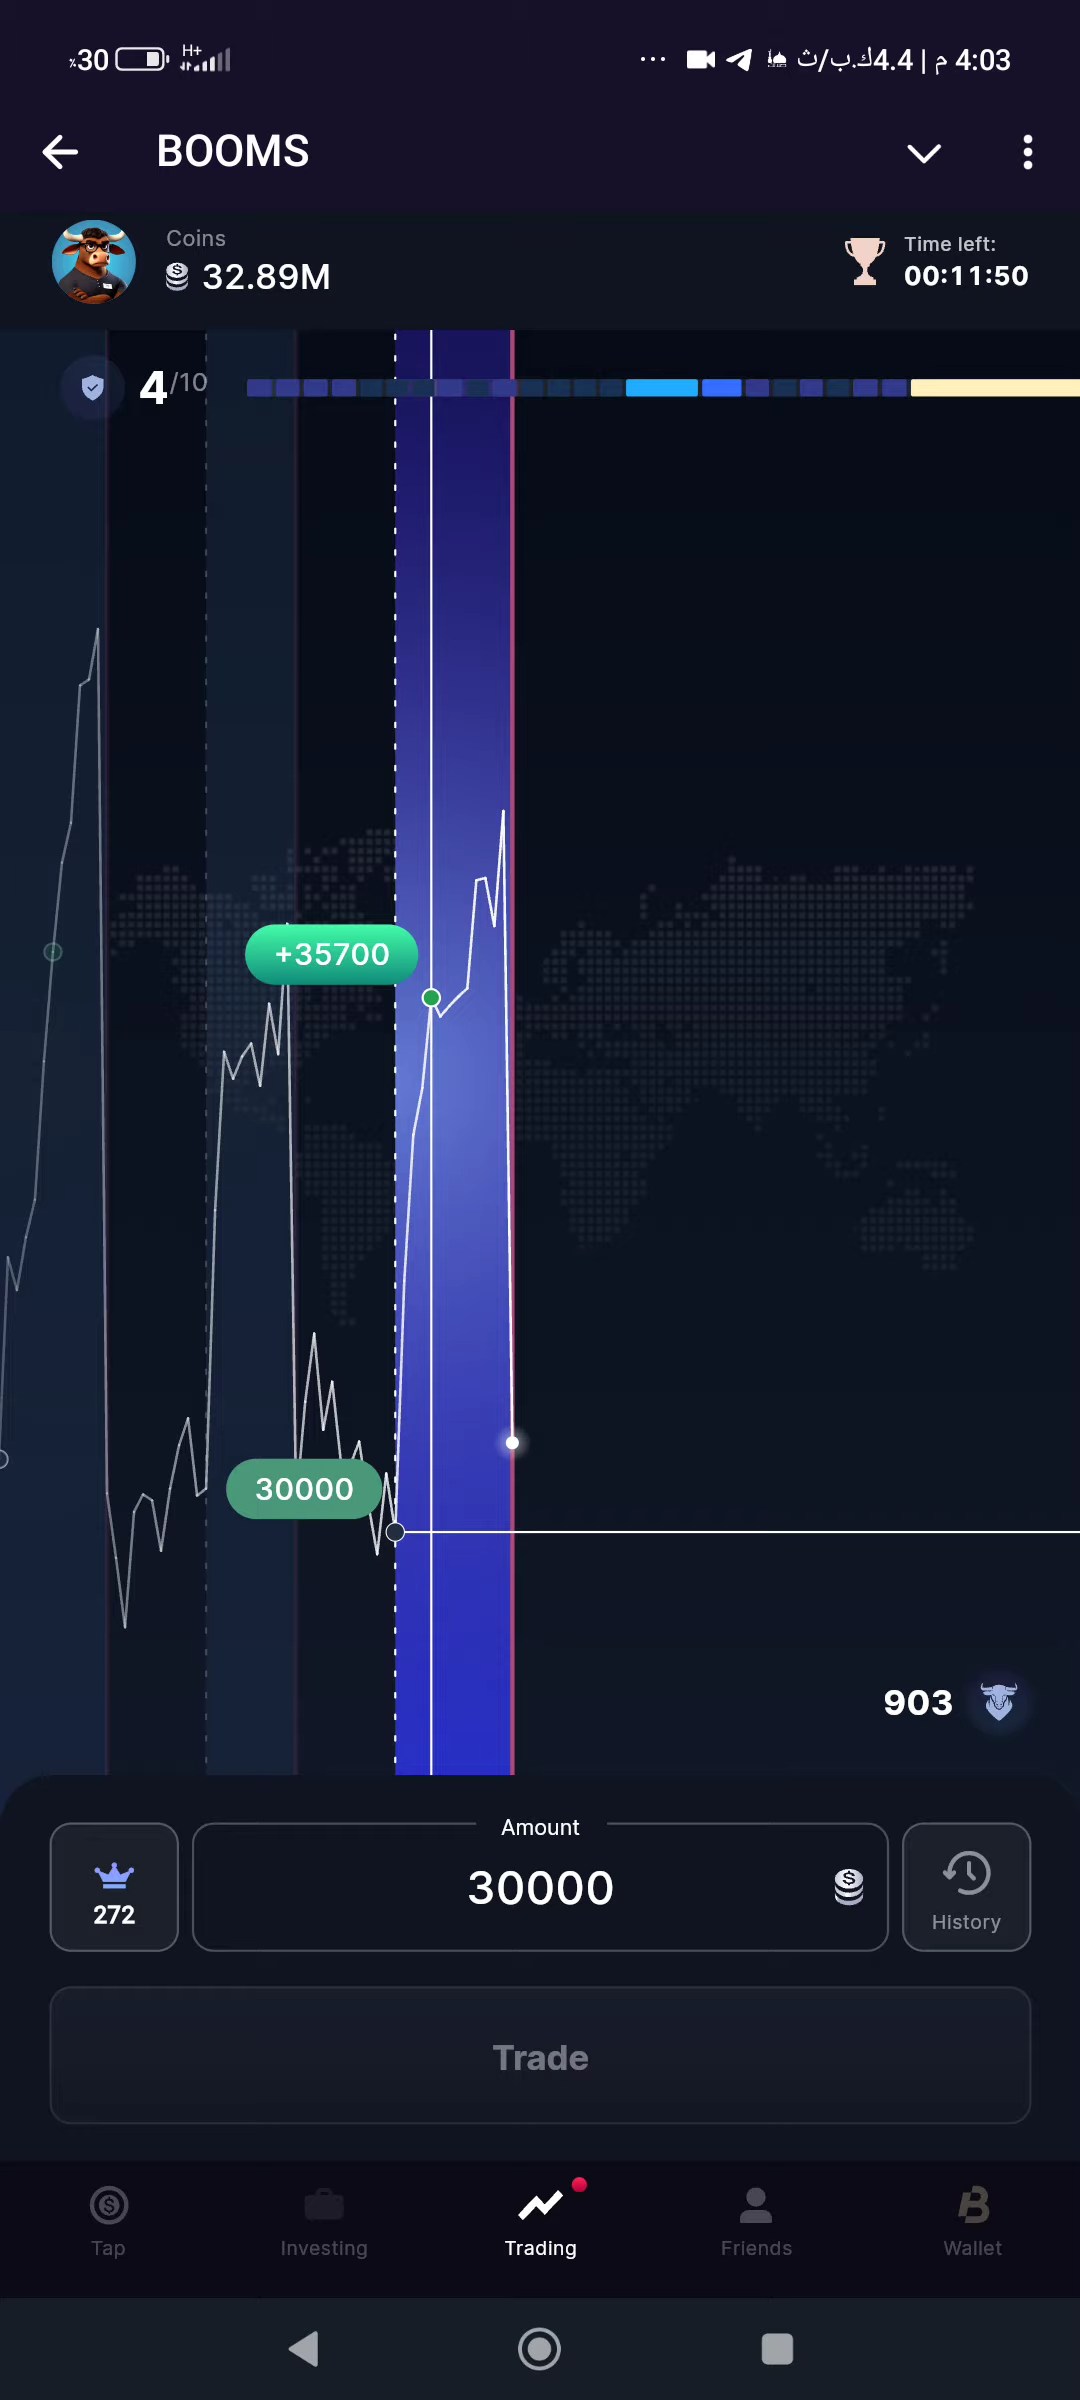 ٪30 H+ ... 4.4ك.ب/ث | م 4:03
BOOMS
Coins
32.89M
Time left:
00:11:50
4/10
+35700
30000
903
Amount
272
30000
History
Trade
Tap Investing Trading Friends Wallet